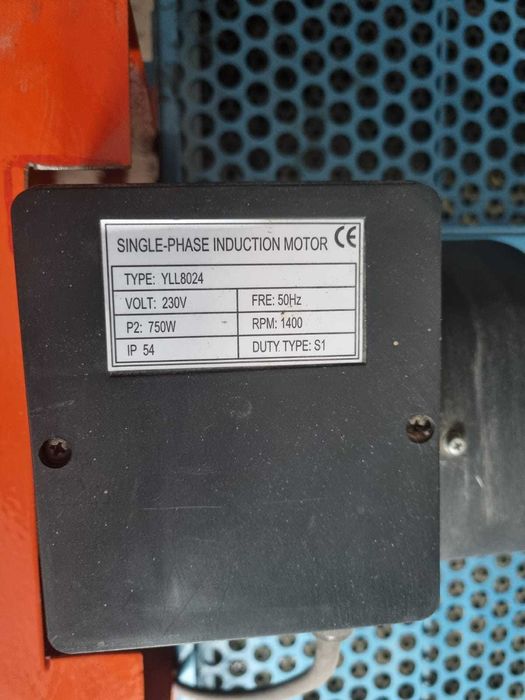 SINGLE-PHASE INDUCTION MOTOR CE
TYPE: YLL8024
VOLT: 230V FRE: 50Hz
P2: 750W RPM: 1400
IP 54 DUTY TYPE: S1